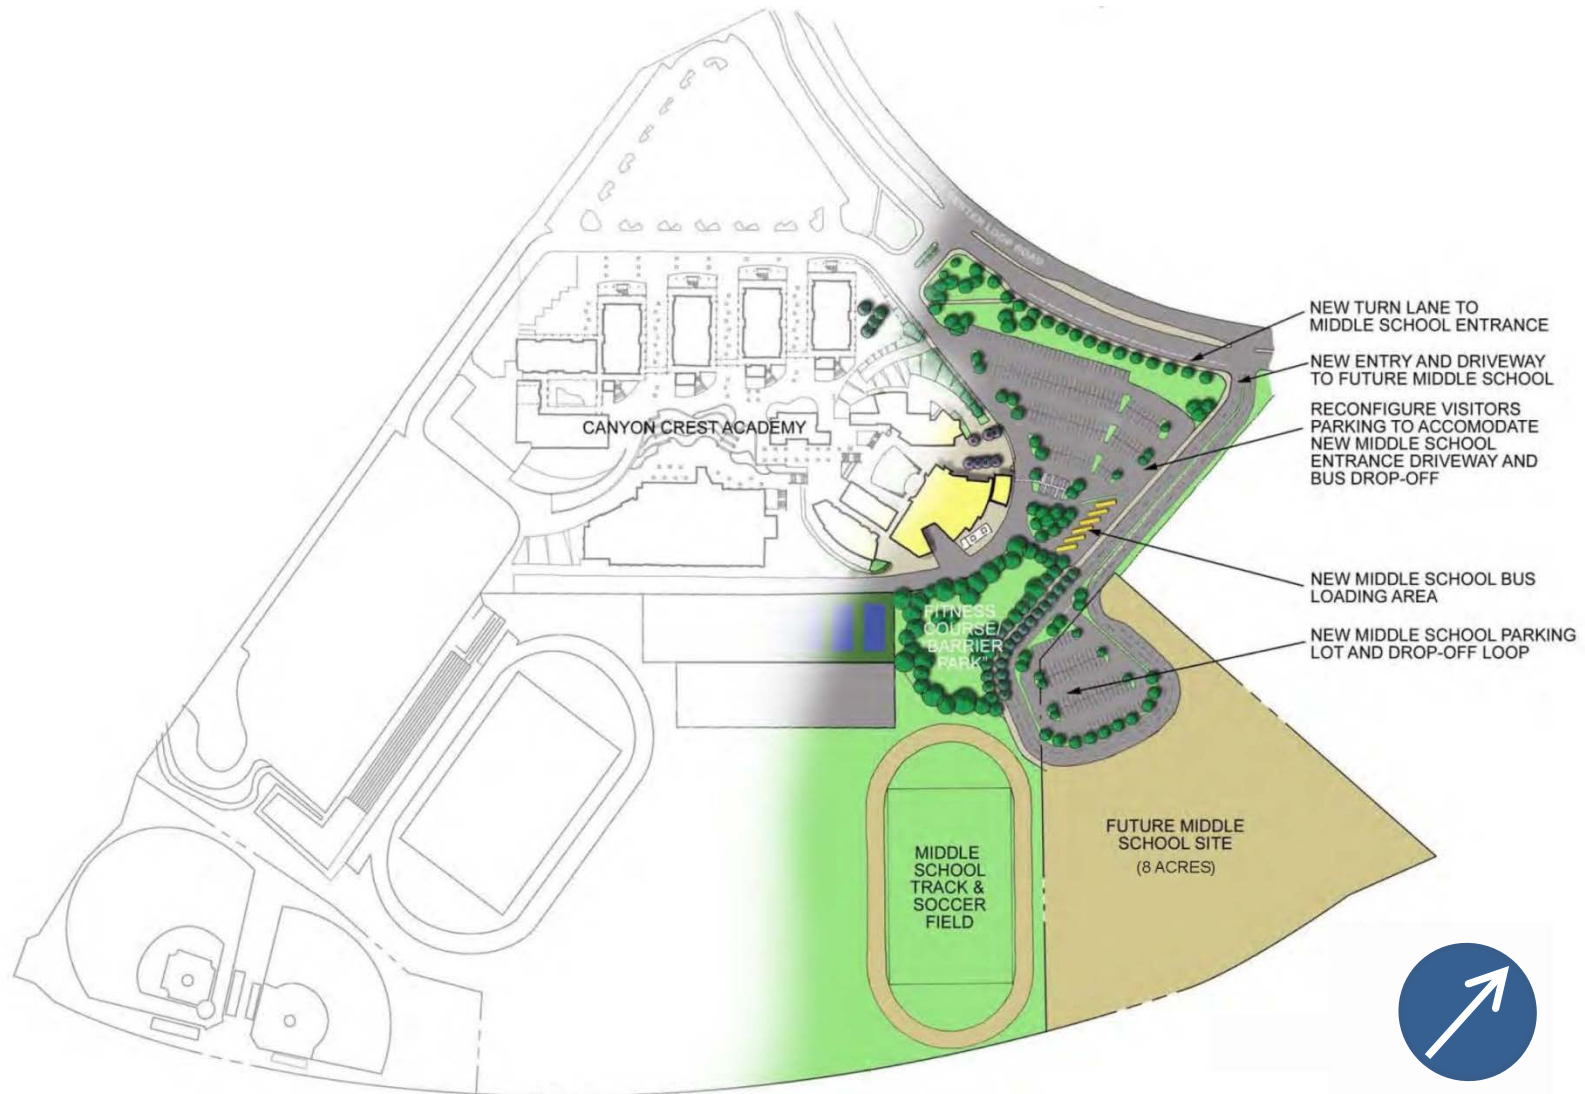 CENTER LOOP ROAD
NEW TURN LANE TO
MIDDLE SCHOOL ENTRANCE
NEW ENTRY AND DRIVEWAY
TO FUTURE MIDDLE SCHOOL
RECONFIGURE VISITORS
PARKING TO ACCOMODATE
NEW MIDDLE SCHOOL
ENTRANCE DRIVEWAY AND
BUS DROP-OFF
CANYON CREST ACADEMY
NEW MIDDLE SCHOOL BUS
LOADING AREA
FITNESS
COURSE/
"BARRIER
PARK"
NEW MIDDLE SCHOOL PARKING
LOT AND DROP-OFF LOOP
FUTURE MIDDLE
SCHOOL SITE
(8 ACRES)
MIDDLE
SCHOOL
TRACK &
SOCCER
FIELD